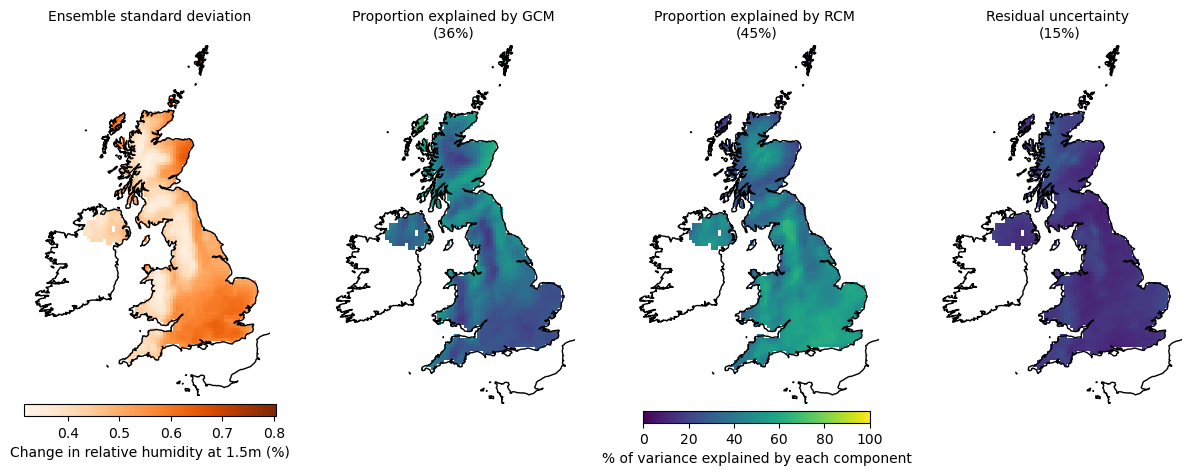 Ensemble standard deviation
Proportion explained by GCM
(36%)
Proportion explained by RCM
(45%)
Residual uncertainty
(15%)
0.4 0.5 0.6 0.7 0.8
Change in relative humidity at 1.5m (%)
0 20 40 60 80 100
% of variance explained by each component